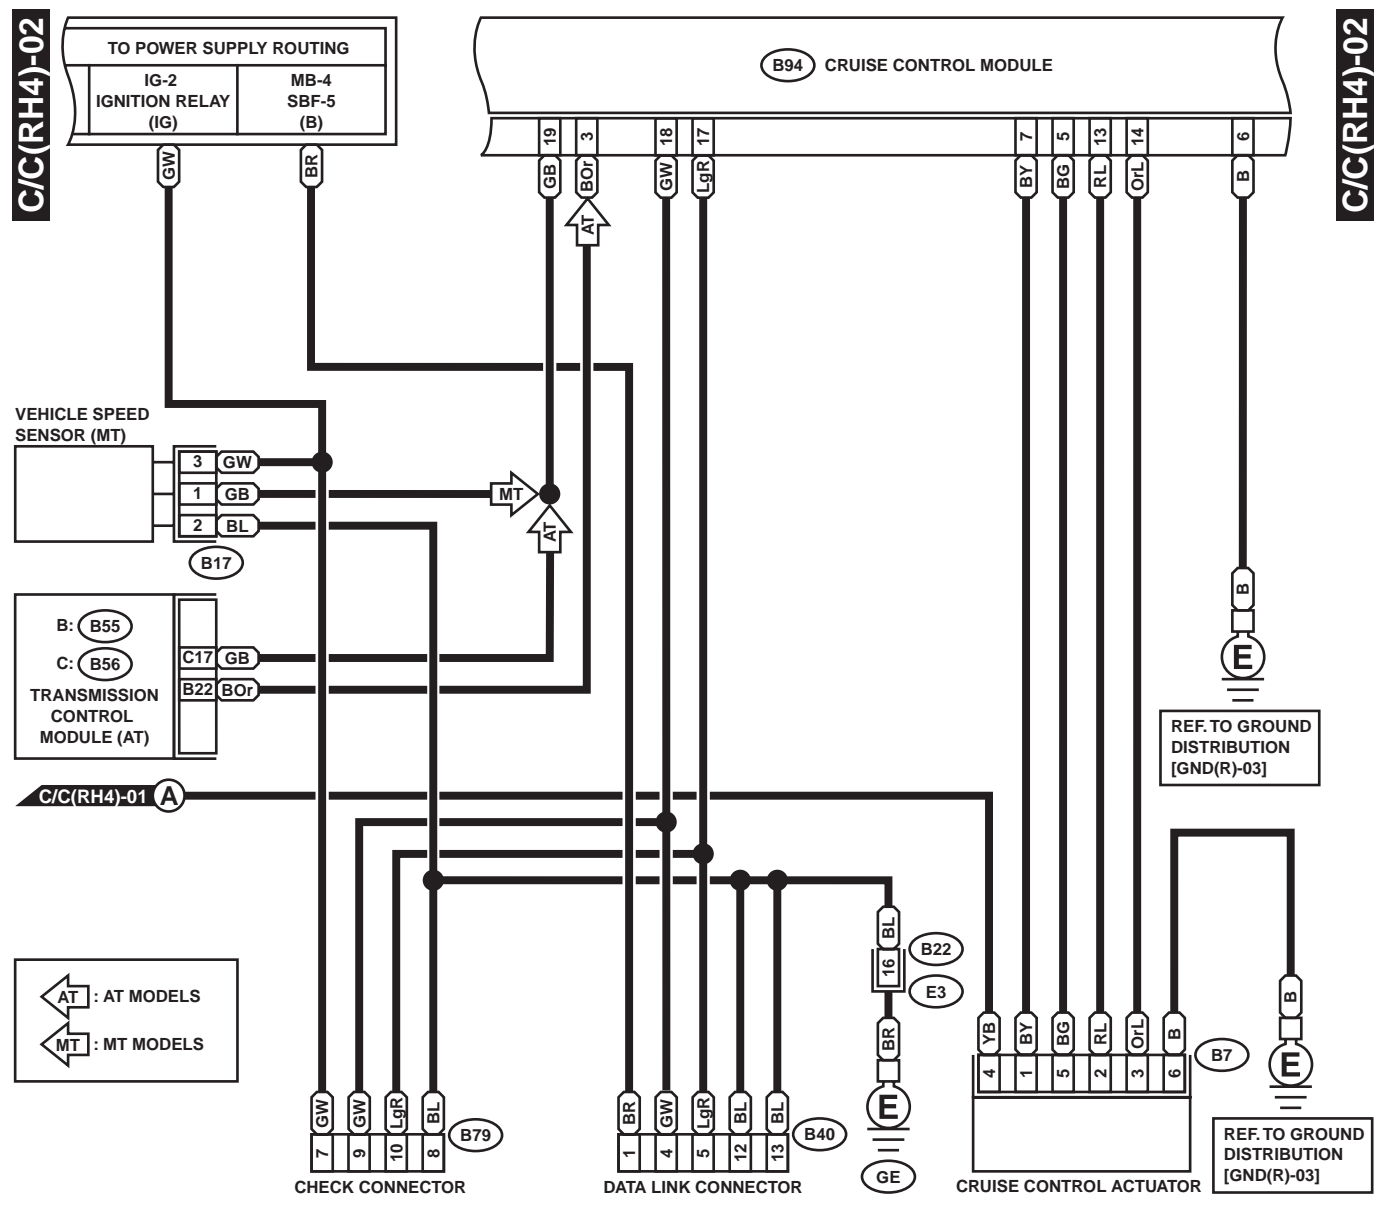 C/C(RH4)-02
C/C(RH4)-02
TO POWER SUPPLY ROUTING
IG-2
IGNITION RELAY
(IG)
MB-4
SBF-5
(B)
GW
BR
B94 CRUISE CONTROL MODULE
19
3
18
17
7
5
13
14
6
GB
BOr
GW
LgR
BY
BG
RL
OrL
B
AT
VEHICLE SPEED
SENSOR (MT)
3 GW
1 GB
2 BL
B17
MT
AT
B: B55
C: B56
TRANSMISSION
CONTROL
MODULE (AT)
C17 GB
B22 BOr
B
E
REF. TO GROUND
DISTRIBUTION
[GND(R)-03]
C/C(RH4)-01 A
BL
16
B22
E3
BR
E
GE
AT : AT MODELS
MT : MT MODELS
GW
GW
LgR
BL
7
9
10
8
B79
CHECK CONNECTOR
BR
GW
LgR
BL
BL
1
4
5
12
13
B40
DATA LINK CONNECTOR
YB
BY
BG
RL
OrL
B
4
1
5
2
3
6
B7
CRUISE CONTROL ACTUATOR
B
E
REF. TO GROUND
DISTRIBUTION
[GND(R)-03]